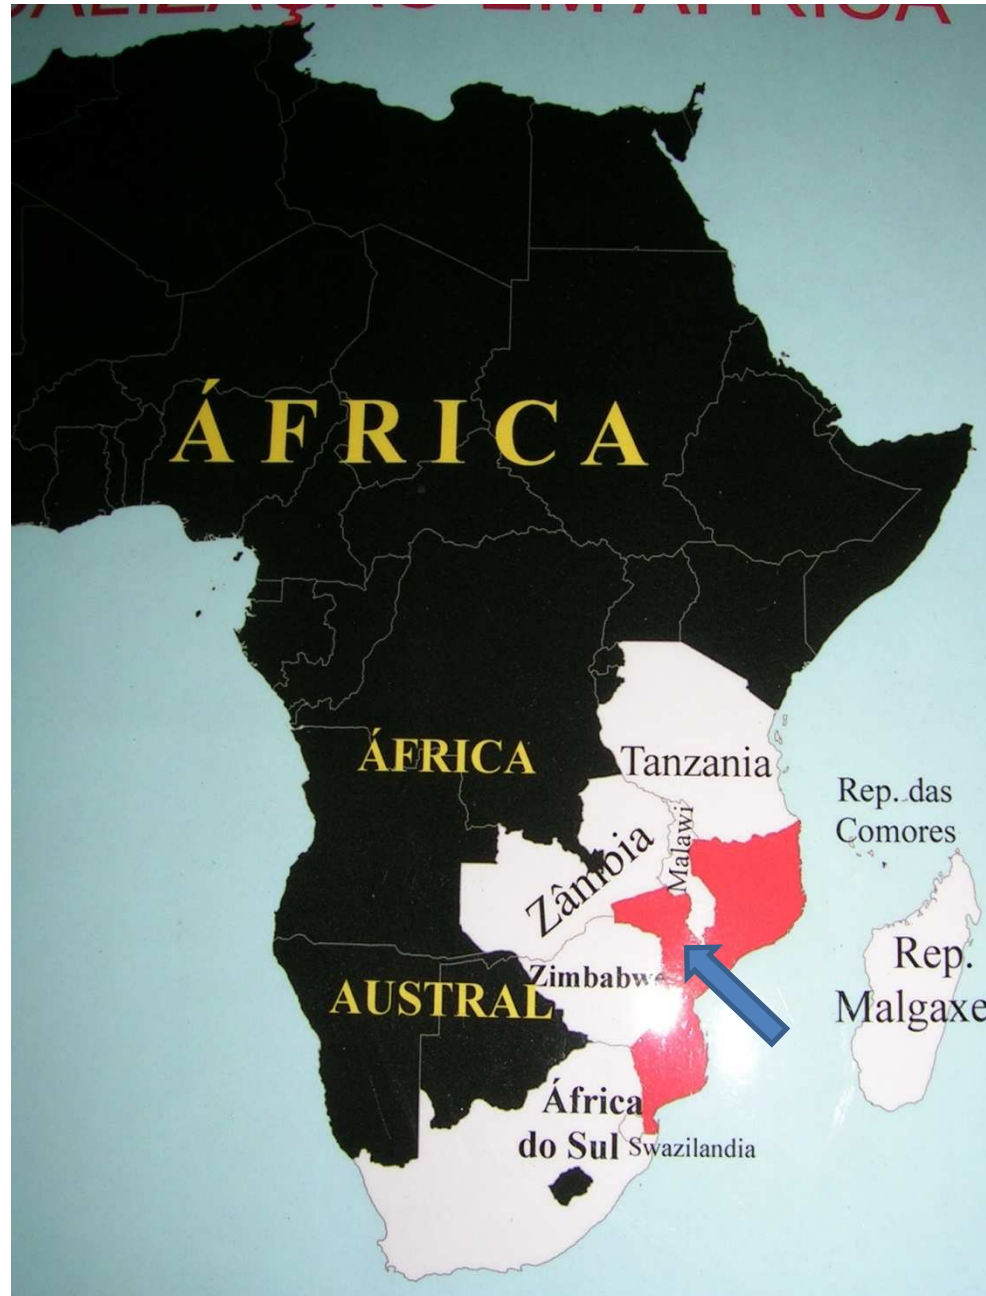 ÁFRICA
ÁFRICA
Tanzania
Rep. das
Comores
Malawi
Zâmbia
Rep.
Malgaxe
Zimbabwe
AUSTRAL
África
do Sul
Swazilandia